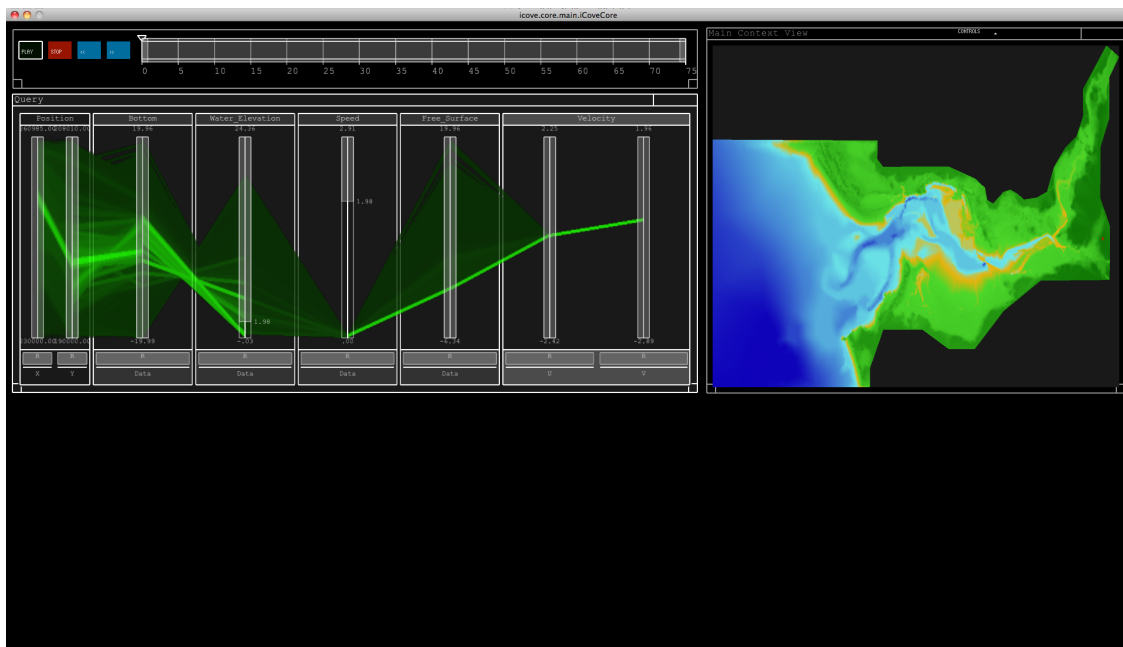 icove.core.main.iCoveCore
PLAY STOP << >>
0 5 10 15 20 25 30 35 40 45 50 55 60 65 70 75
Main Context View CONTROLS
Query
Position Bottom Water_Elevation Speed Free_Surface Velocity
19.96 24.36 2.91 19.96 2.25 1.96
1.98
1.98
-19.99 -.03 .00 -6.34 -2.42 -2.89
R R R R R R R R
X Y Data Data Data Data U V